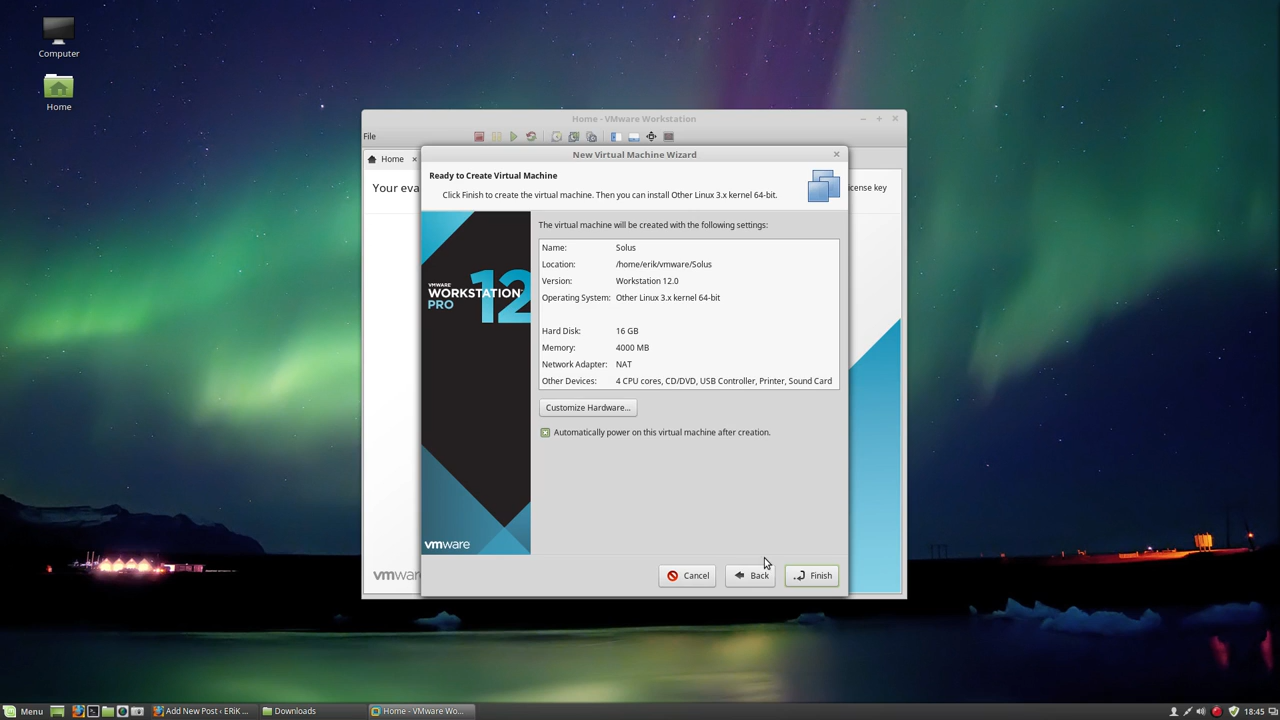 Computer
Home
Home - VMware Workstation
File
Home
Your eva
icense key
New Virtual Machine Wizard
Ready to Create Virtual Machine
Click Finish to create the virtual machine. Then you can install Other Linux 3.x kernel 64-bit.
VMWARE
WORKSTATION 12
PRO
The virtual machine will be created with the following settings:
Name: Solus
Location: /home/erik/vmware/Solus
Version: Workstation 12.0
Operating System: Other Linux 3.x kernel 64-bit
Hard Disk: 16 GB
Memory: 4000 MB
Network Adapter: NAT
Other Devices: 4 CPU cores, CD/DVD, USB Controller, Printer, Sound Card
Customize Hardware...
Automatically power on this virtual machine after creation.
vmware
vmwar
Cancel
Back
Finish
Menu
Add New Post ‹ ERiK ...
Downloads
Home - VMware Wo...
18:45